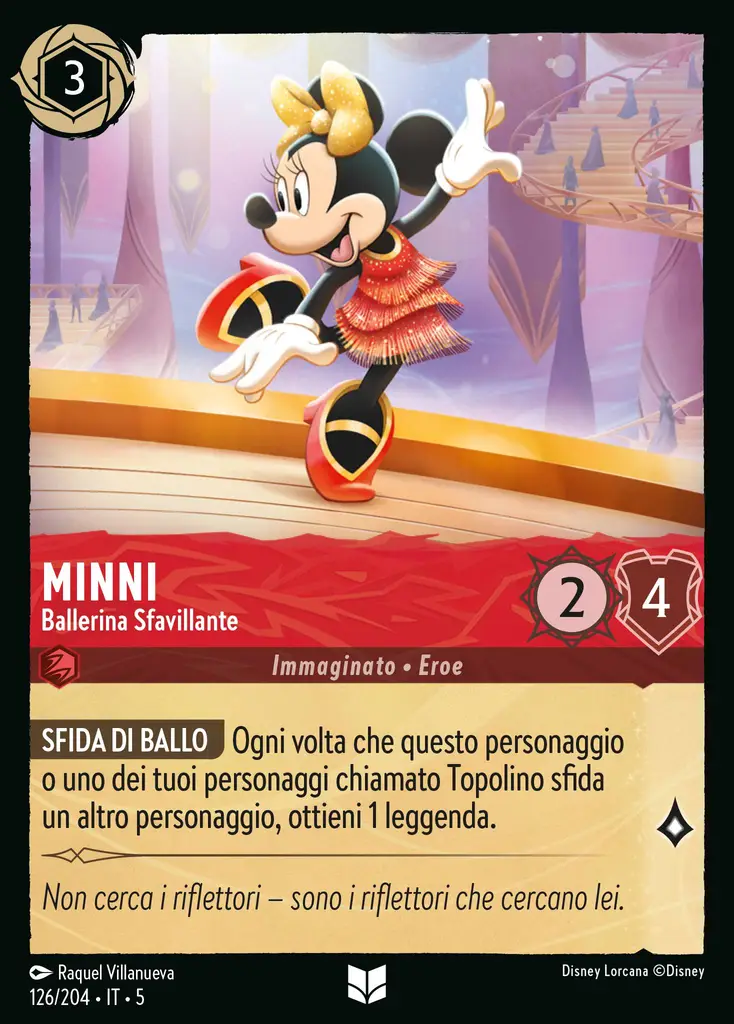 3
MINNI
Ballerina Sfavillante
2
4
Immaginato • Eroe
SFIDA DI BALLO Ogni volta che questo personaggio
o uno dei tuoi personaggi chiamato Topolino sfida
un altro personaggio, ottieni 1 leggenda.
Non cerca i riflettori – sono i riflettori che cercano lei.
Raquel Villanueva
Disney Lorcana ©Disney
126/204 • IT • 5